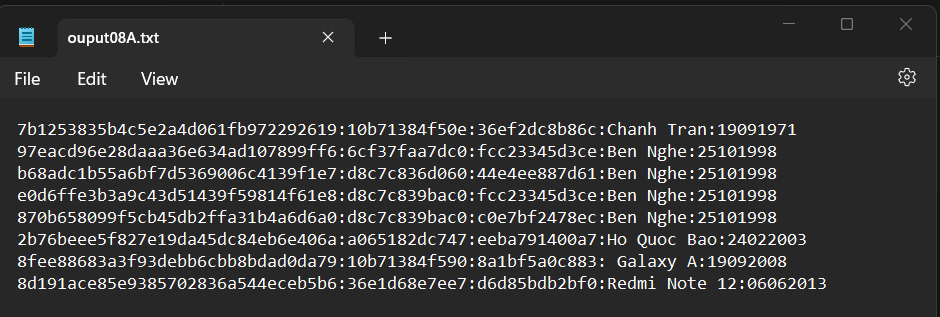 ouput08A.txt
File Edit View
7b1253835b4c5e2a4d061fb972292619:10b71384f50e:36ef2dc8b86c:Chanh Tran:19091971
97eacd96e28daaa36e634ad107899ff6:6cf37faa7dc0:fcc23345d3ce:Ben Nghe:25101998
b68adc1b55a6bf7d5369006c4139f1e7:d8c7c836d060:44e4ee887d61:Ben Nghe:25101998
e0d6ffe3b3a9c43d51439f59814f61e8:d8c7c839bac0:fcc23345d3ce:Ben Nghe:25101998
870b658099f5cb45db2ffa31b4a6d6a0:d8c7c839bac0:c0e7bf2478ec:Ben Nghe:25101998
2b76beee5f827e19da45dc84eb6e406a:a065182dc747:eeba791400a7:Ho Quoc Bao:24022003
8fee88683a3f93debb6cbb8bdad0da79:10b71384f590:8a1bf5a0c883: Galaxy A:19092008
8d191ace85e9385702836a544eceb5b6:36e1d68e7ee7:d6d85bdb2bf0:Redmi Note 12:06062013